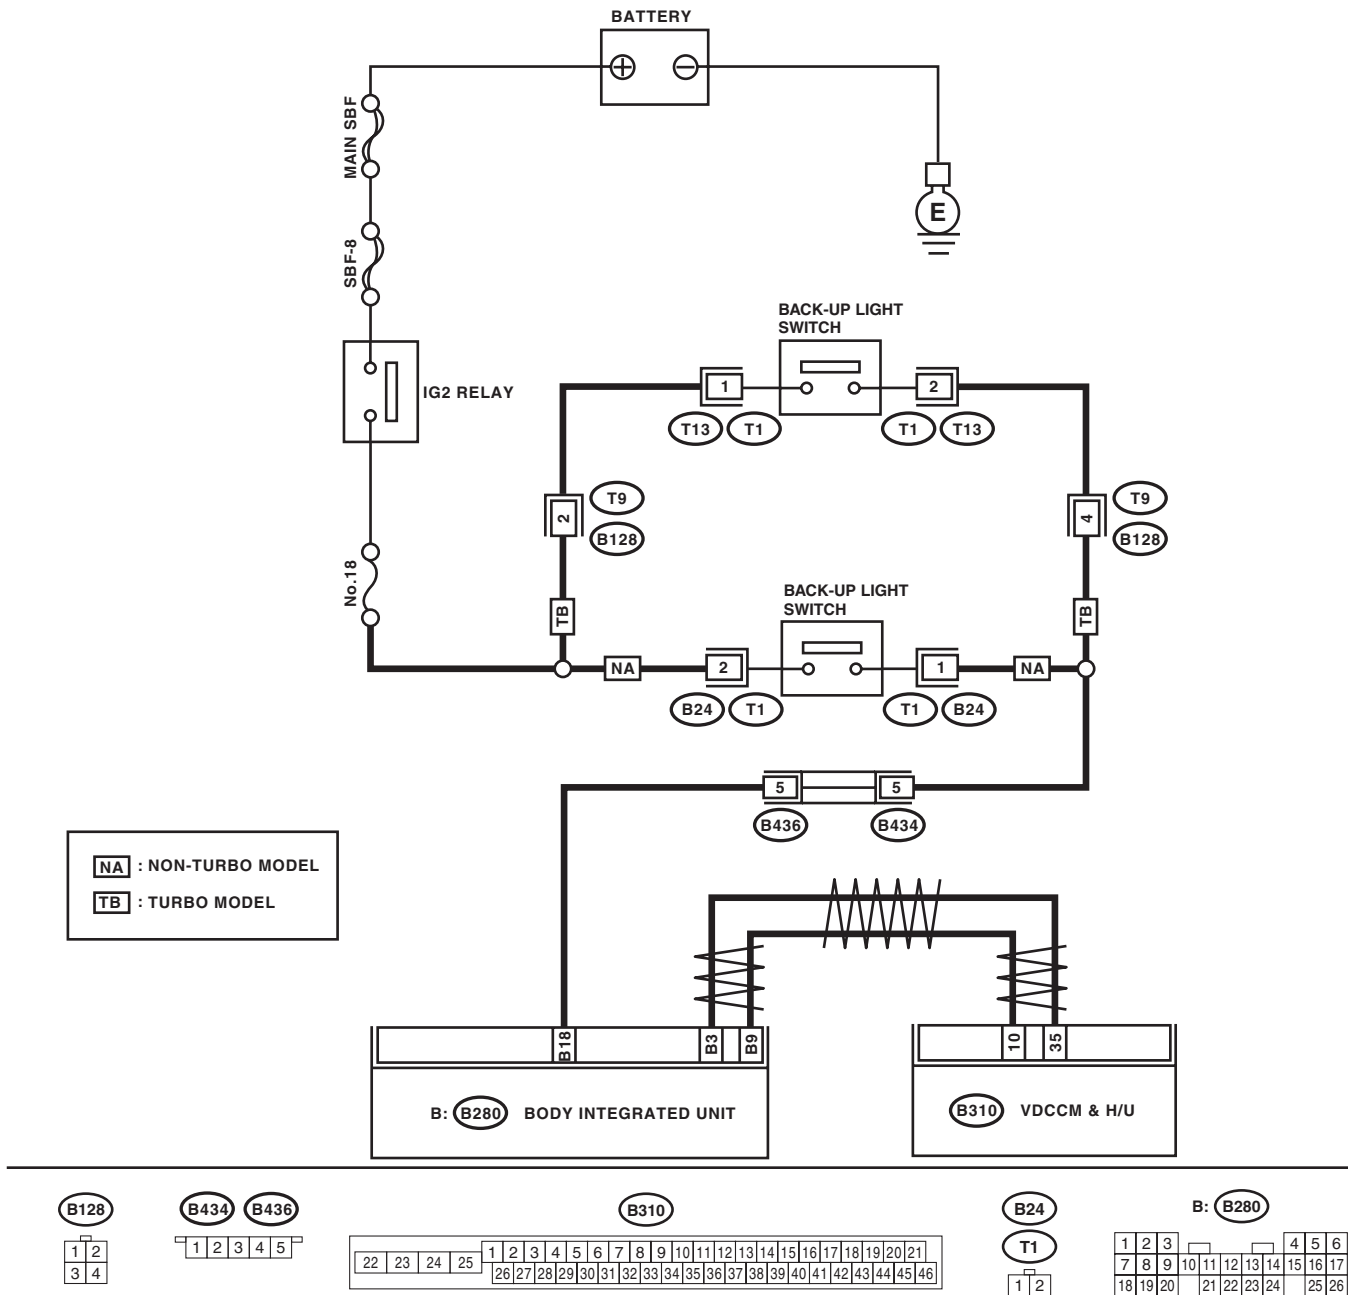 BATTERY
MAIN SBF
E
SBF-8
BACK-UP LIGHT
SWITCH
IG2 RELAY
1
2
T13 T1
T1 T13
T9
T9
2
4
B128
B128
No.18
BACK-UP LIGHT
SWITCH
TB
TB
NA
2
1
NA
B24 T1
T1 B24
5
5
B436
B434
NA : NON-TURBO MODEL
TB : TURBO MODEL
B18
B3
B9
10
35
B: B280 BODY INTEGRATED UNIT
B310 VDCCM & H/U
B128
1 2
3 4
B434 B436
1 2 3 4 5
B310
22 23 24 25 1 2 3 4 5 6 7 8 9 10 11 12 13 14 15 16 17 18 19 20 21
26 27 28 29 30 31 32 33 34 35 36 37 38 39 40 41 42 43 44 45 46
B24
T1
1 2
B: B280
1 2 3 4 5 6
7 8 9 10 11 12 13 14 15 16 17
18 19 20 21 22 23 24 25 26